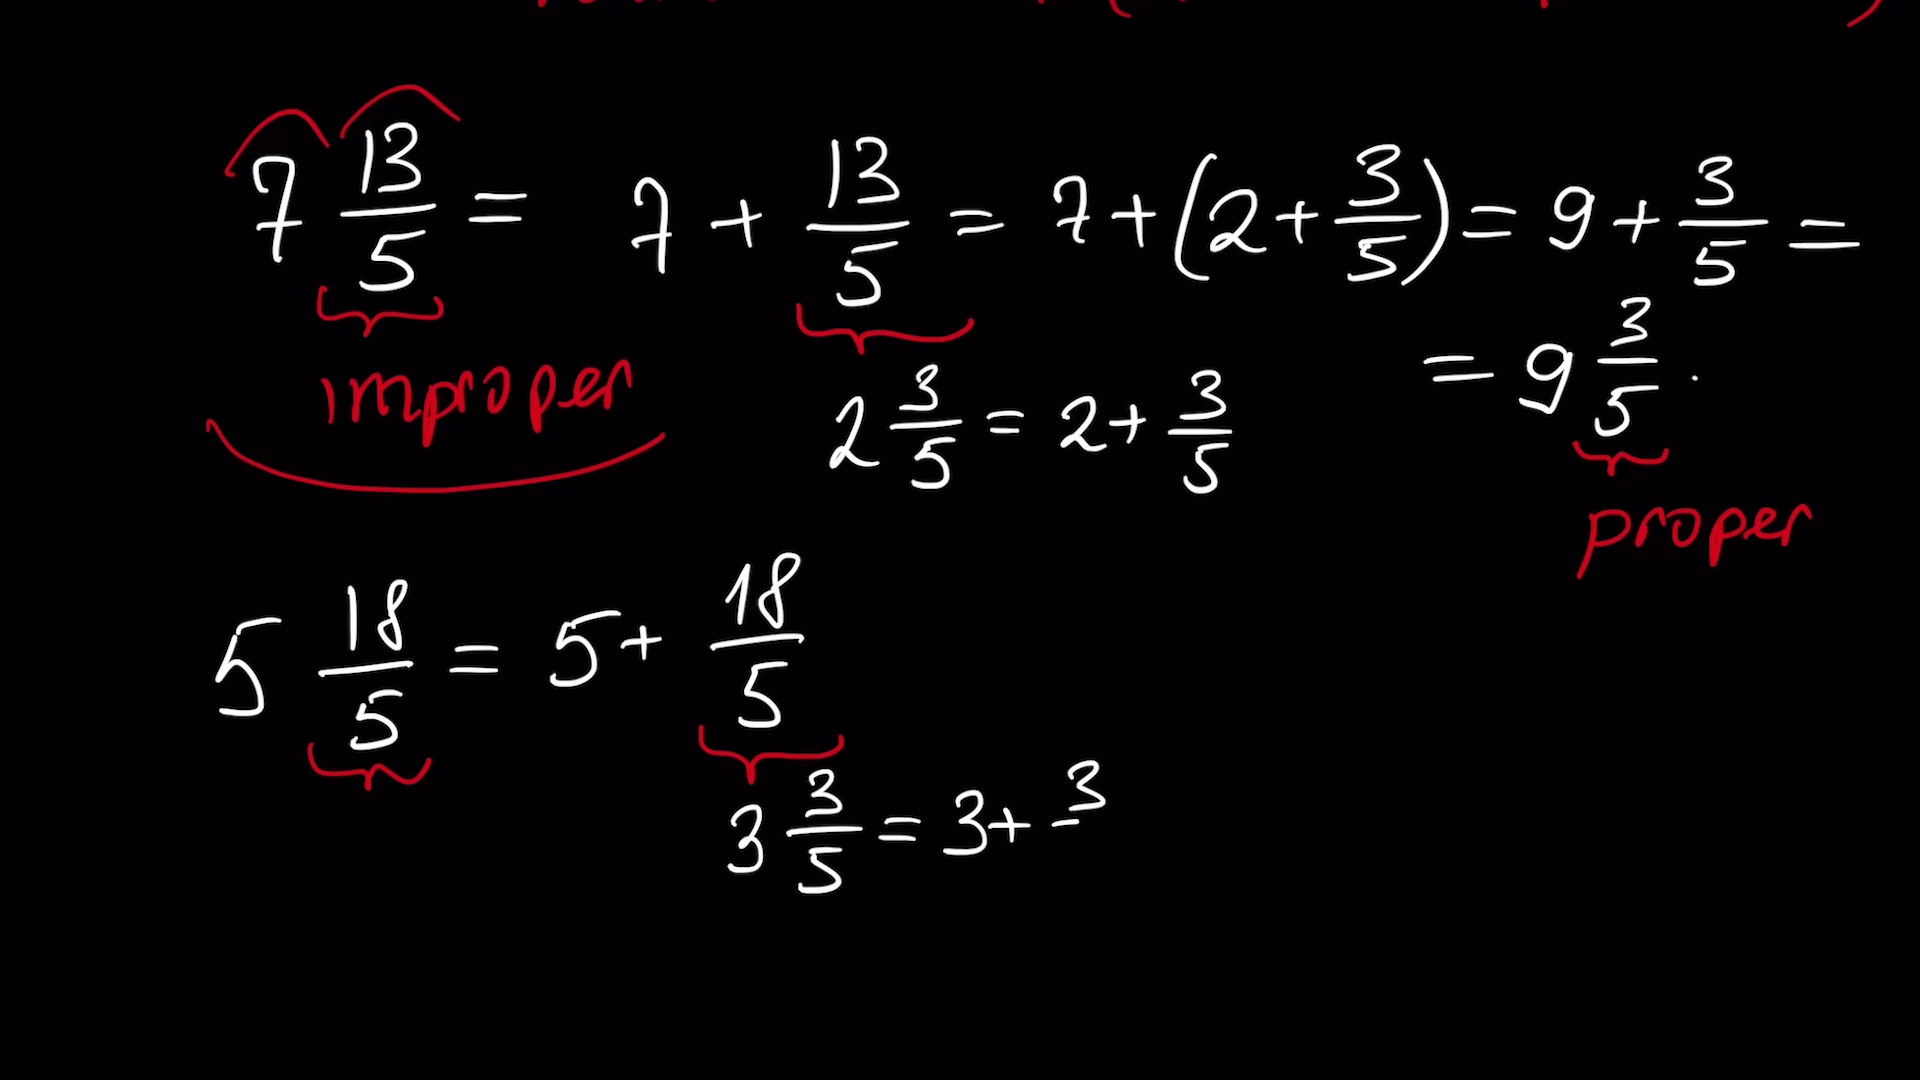 7 13/5 = 7 + 13/5 = 7 + (2 + 3/5) = 9 + 3/5 =
= 9 3/5 .
improper
2 3/5 = 2 + 3/5
proper
5 18/5 = 5 + 18/5
3 3/5 = 3 + 3